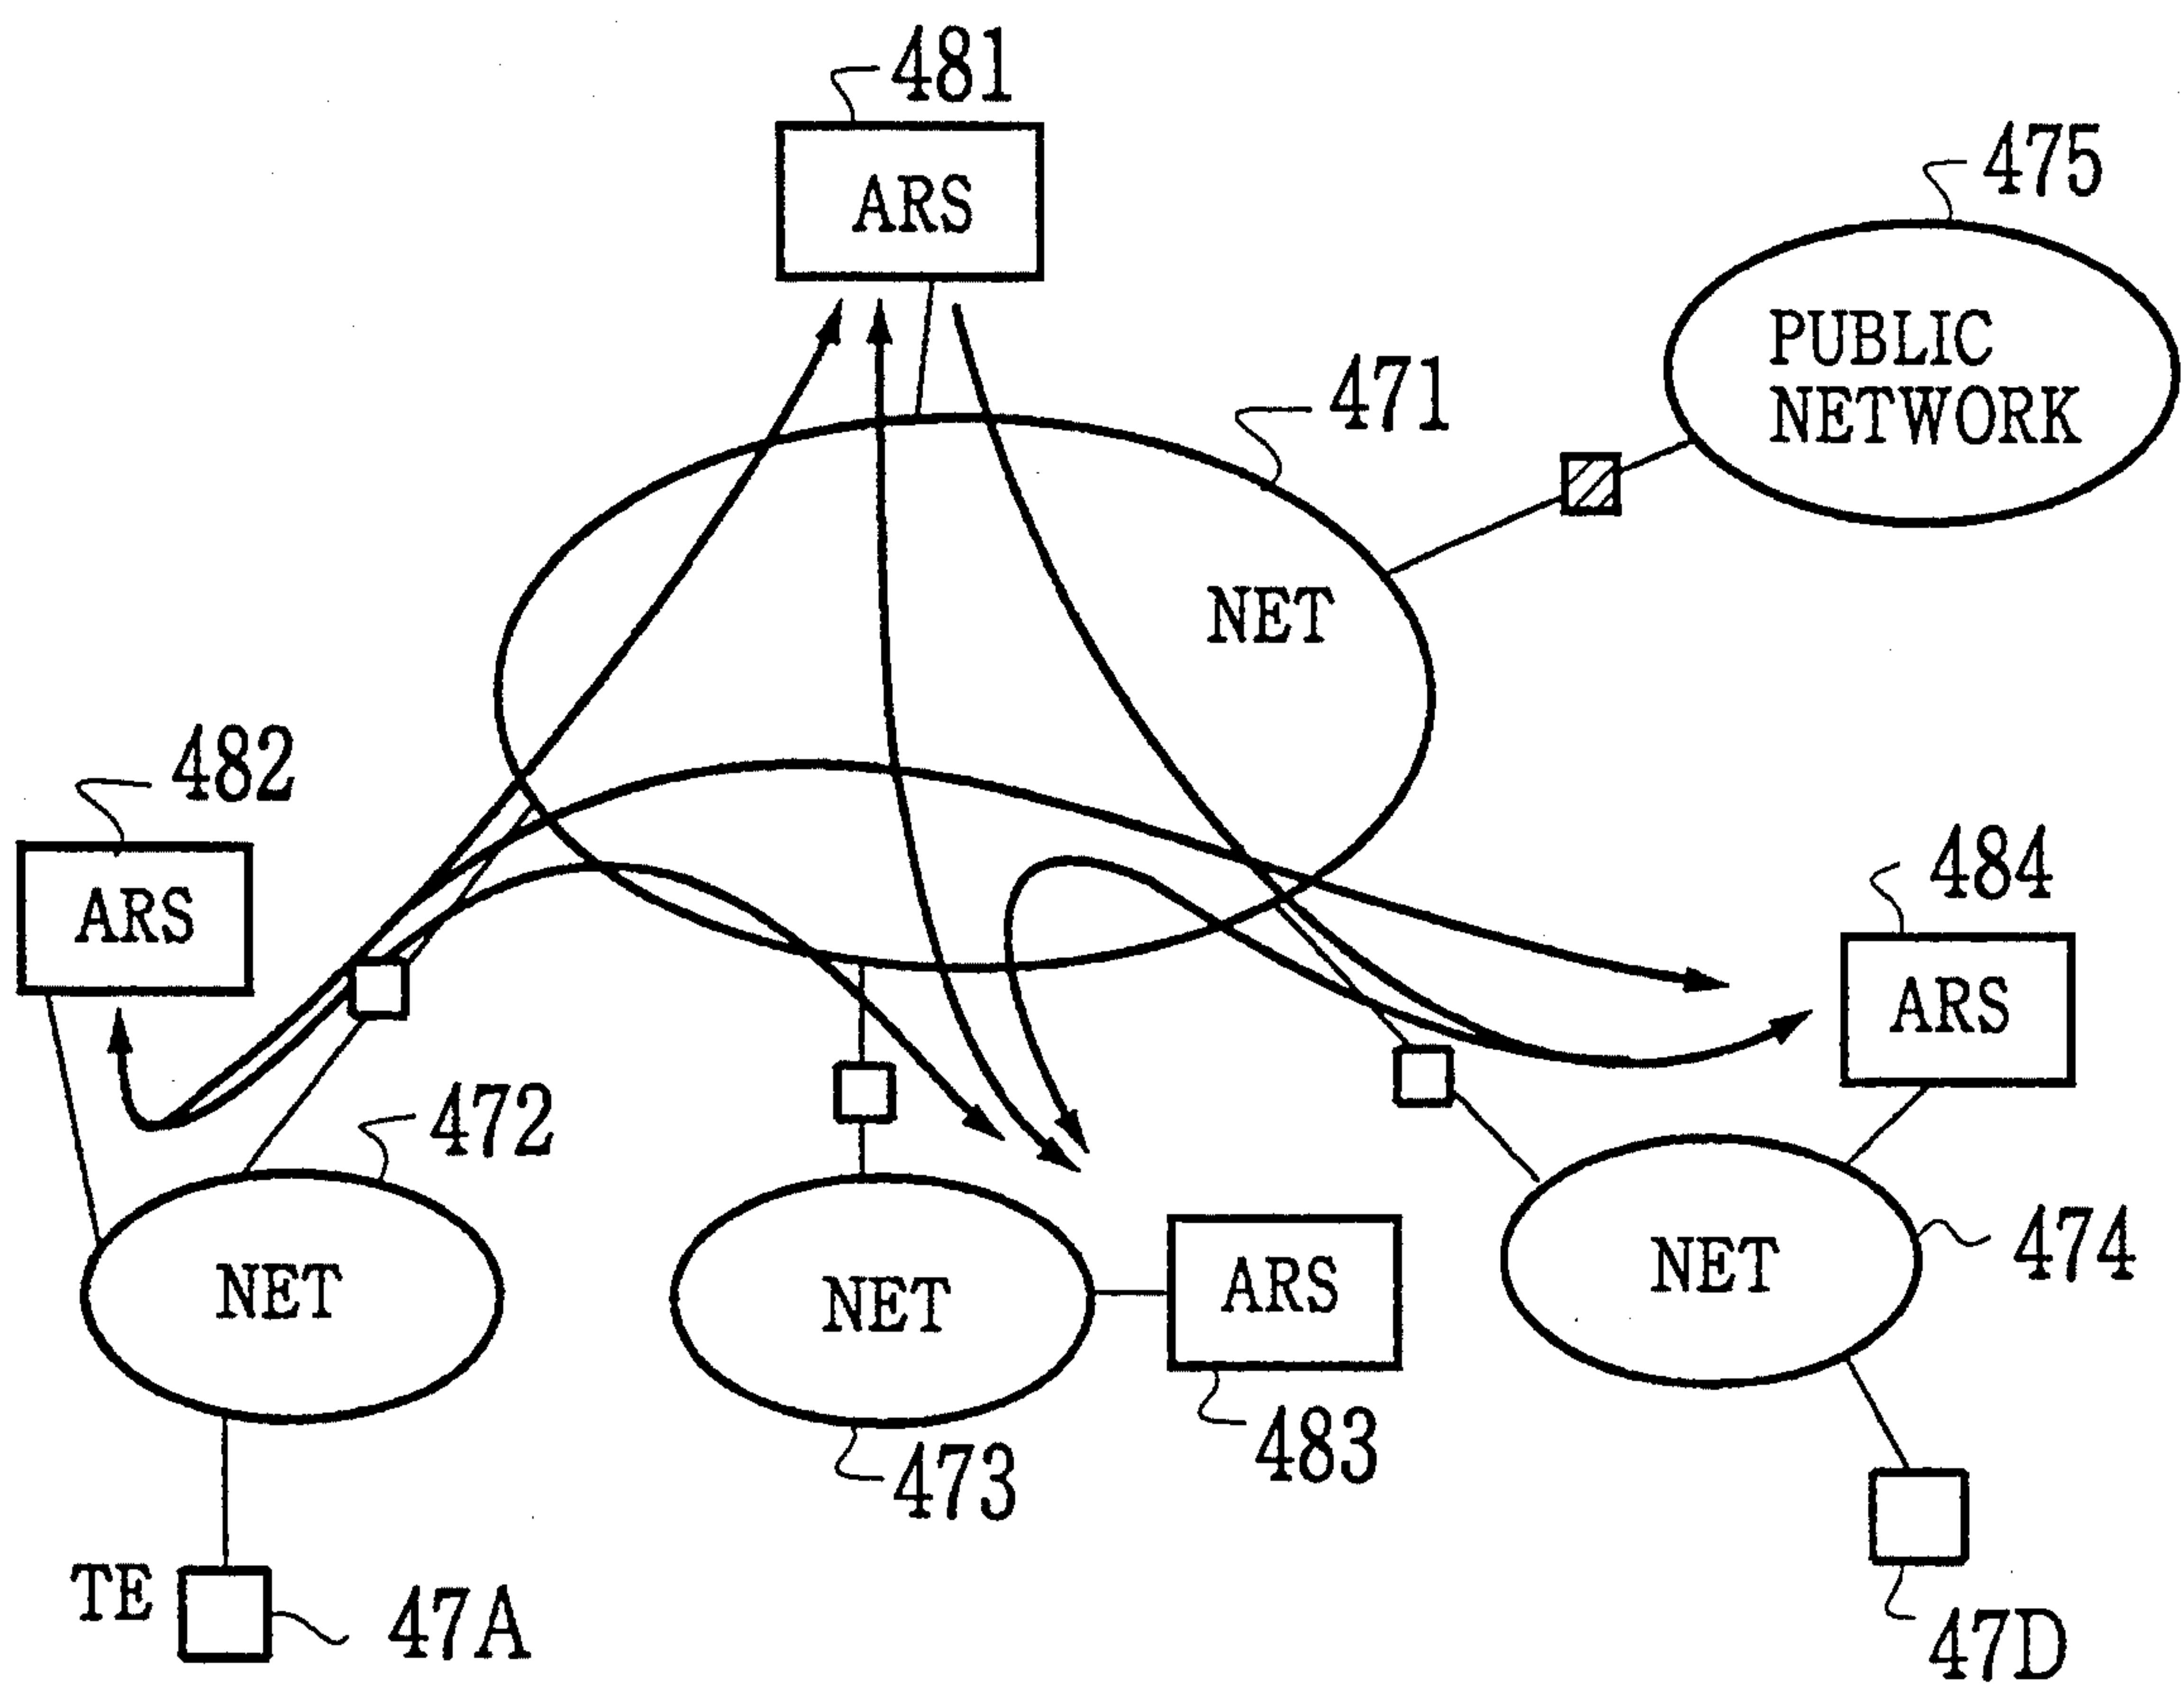 481
ARS
475
PUBLIC
NETWORK
471
NET
482
ARS
484
ARS
472
NET
NET
ARS
NET
474
473
483
TE
47A
47D